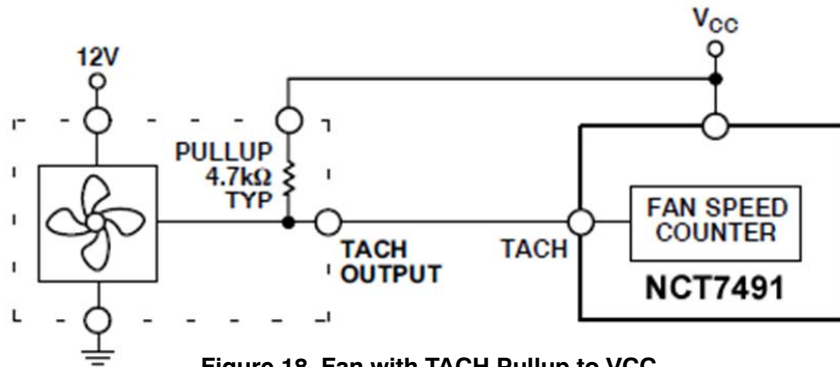 V_CC
12V
PULLUP
4.7kΩ
TYP
TACH
OUTPUT
TACH
FAN SPEED
COUNTER
NCT7491
Figure 18. Fan with TACH Pullup to VCC